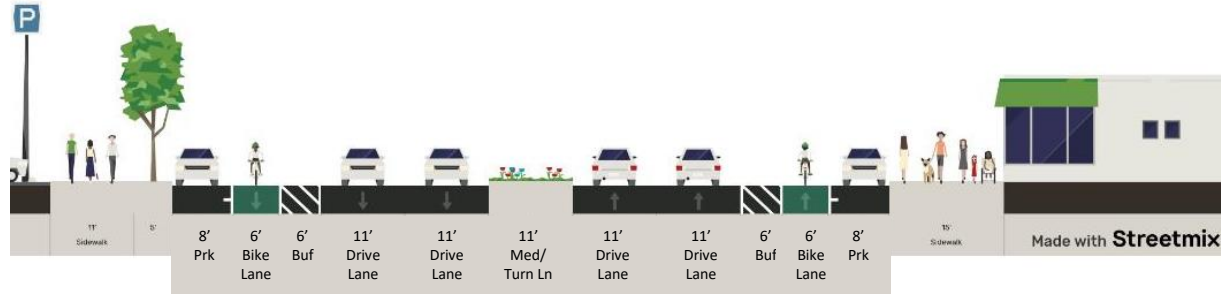 P
11'
Sidewalk
5'
8'
Prk
6'
Bike
Lane
6'
Buf
11'
Drive
Lane
11'
Drive
Lane
11'
Med/
Turn Ln
11'
Drive
Lane
11'
Drive
Lane
6'
Buf
6'
Bike
Lane
8'
Prk
15'
Sidewalk
Made with Streetmix